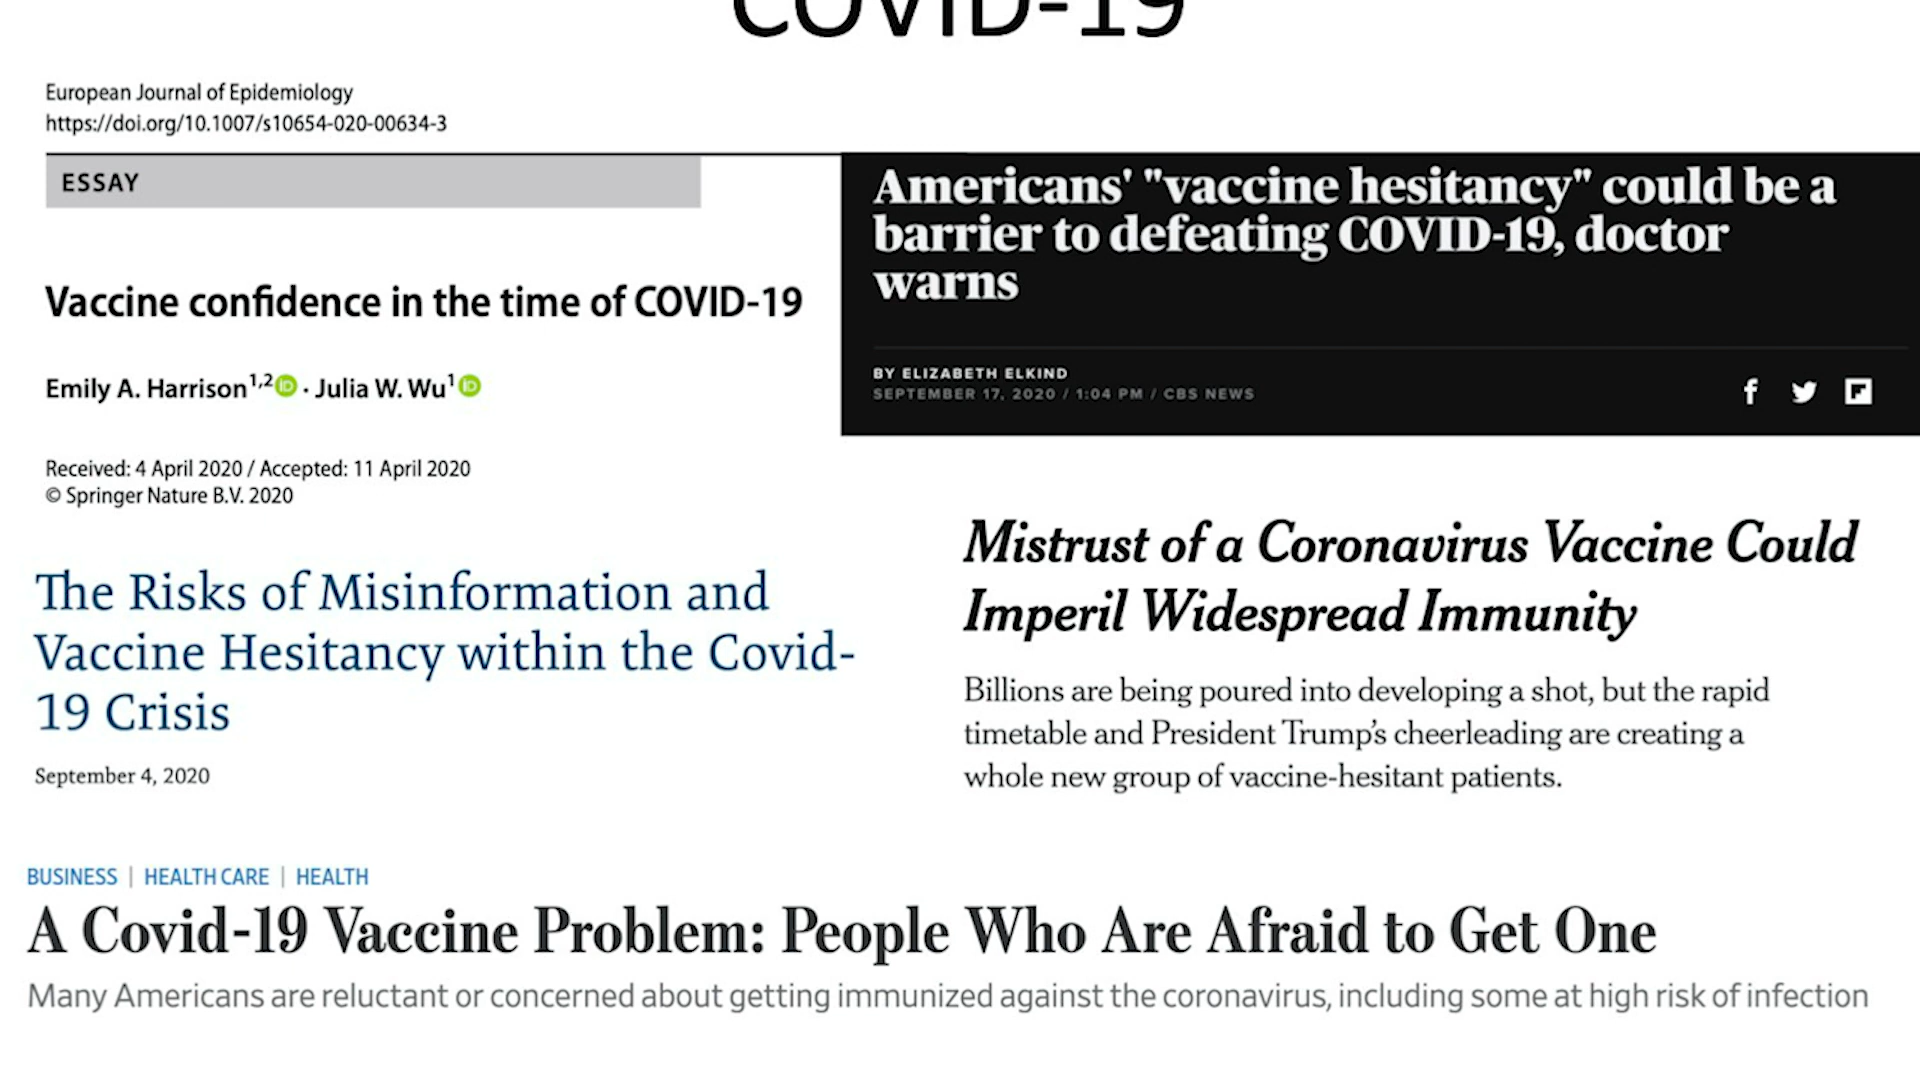 COVID-19
European Journal of Epidemiology
https://doi.org/10.1007/s10654-020-00634-3
ESSAY
Vaccine confidence in the time of COVID-19
Emily A. Harrison1,2 iD · Julia W. Wu1 iD
Received: 4 April 2020 / Accepted: 11 April 2020
© Springer Nature B.V. 2020
Americans' "vaccine hesitancy" could be a
barrier to defeating COVID-19, doctor
warns
BY ELIZABETH ELKIND
SEPTEMBER 17, 2020 / 1:04 PM / CBS NEWS
The Risks of Misinformation and
Vaccine Hesitancy within the Covid-
19 Crisis
September 4, 2020
Mistrust of a Coronavirus Vaccine Could
Imperil Widespread Immunity
Billions are being poured into developing a shot, but the rapid
timetable and President Trump’s cheerleading are creating a
whole new group of vaccine-hesitant patients.
BUSINESS | HEALTH CARE | HEALTH
A Covid-19 Vaccine Problem: People Who Are Afraid to Get One
Many Americans are reluctant or concerned about getting immunized against the coronavirus, including some at high risk of infection